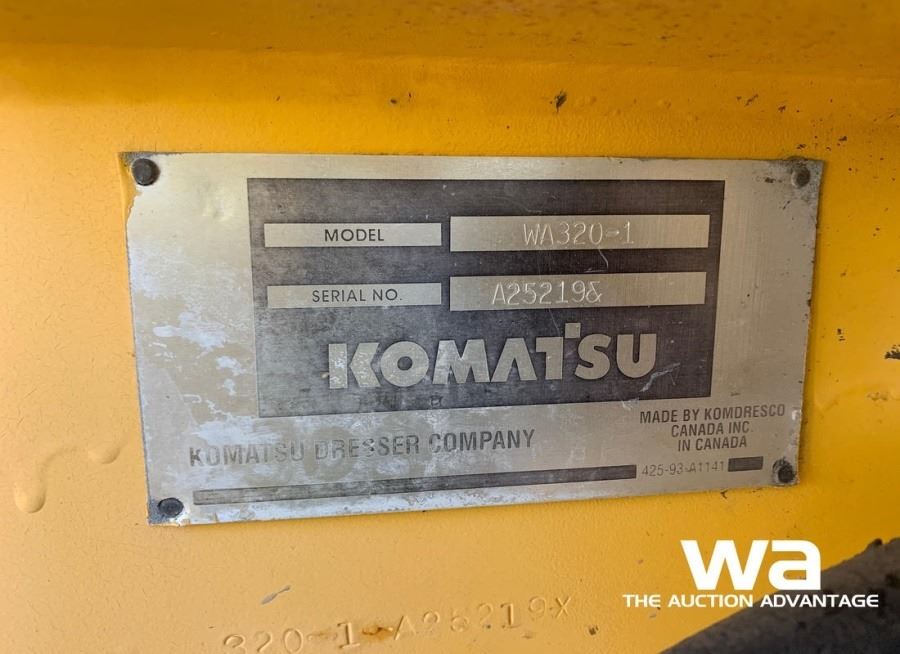 MODEL WA320-1
SERIAL NO. A25219&
KOMATSU
KOMATSU DRESSER COMPANY
MADE BY KOMDRESCO
CANADA INC.
IN CANADA
425-93-A1141
320-1 A25219X
wa
THE AUCTION ADVANTAGE